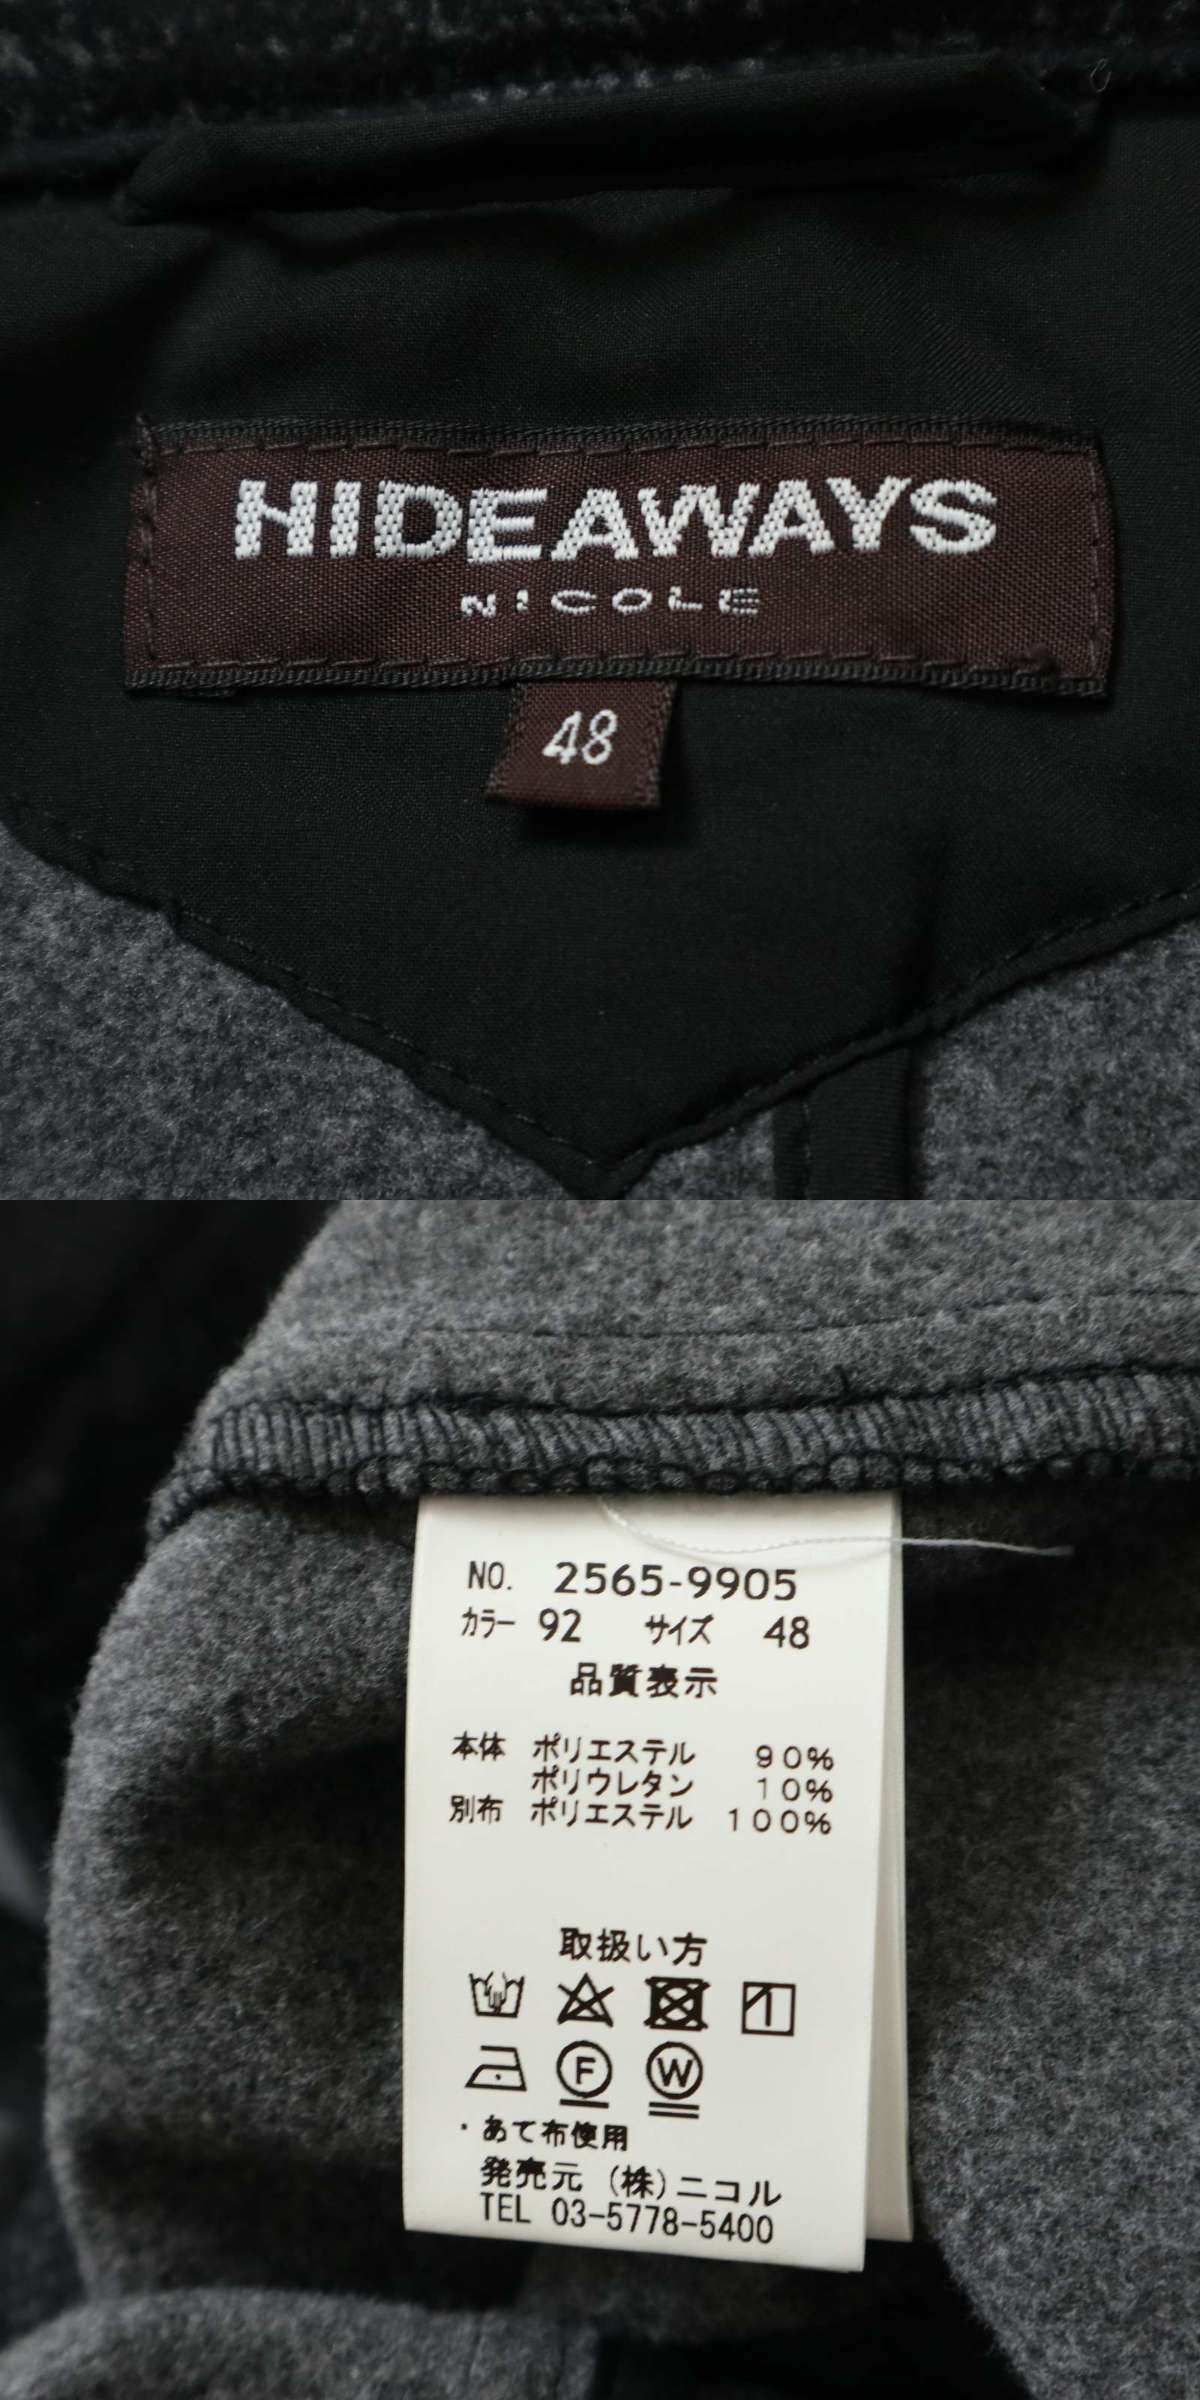 HIDEAWAYS
NICOLE
48
NO. 2565-9905
カラー 92 サイズ 48
品質表示
本体 ポリエステル 90%
ポリウレタン 10%
別布 ポリエステル 100%
取扱い方
F W
・あて布使用
発売元 (株)ニコル
TEL 03-5778-5400